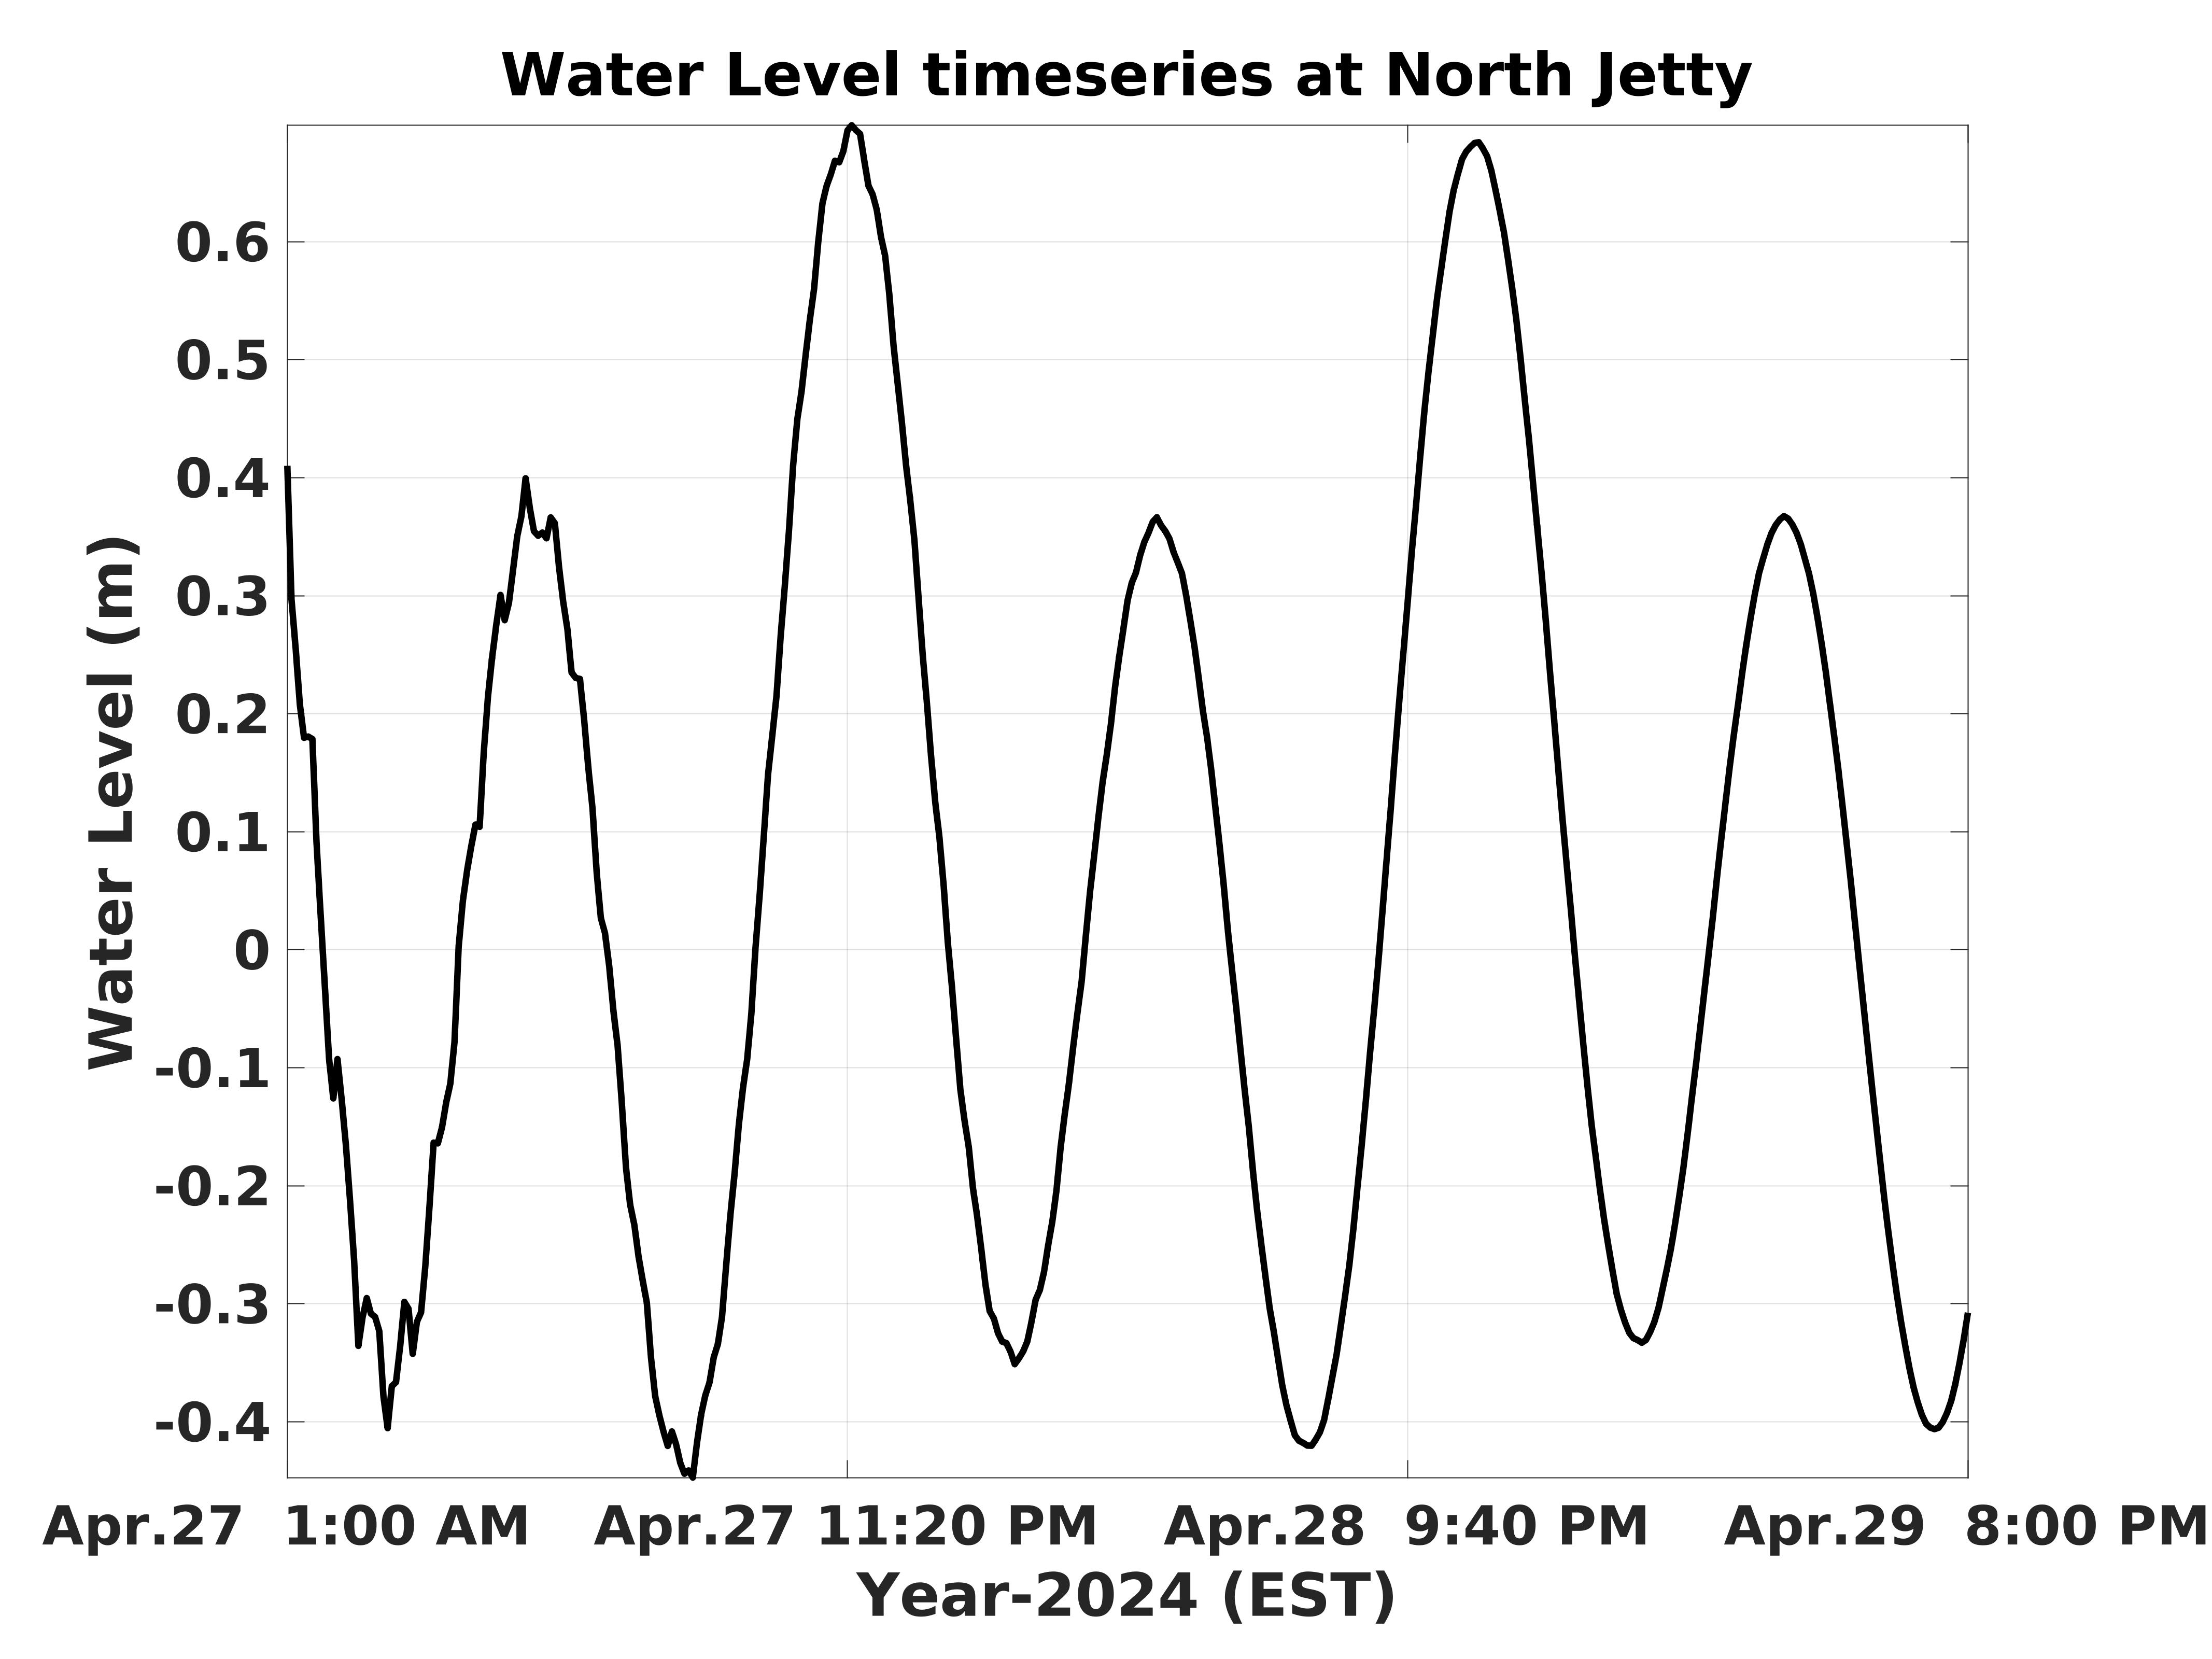 Water Level timeseries at North Jetty
Water Level (m)
0.6
0.5
0.4
0.3
0.2
0.1
0
-0.1
-0.2
-0.3
-0.4
Apr.27 1:00 AM Apr.27 11:20 PM Apr.28 9:40 PM Apr.29 8:00 PM
Year-2024 (EST)